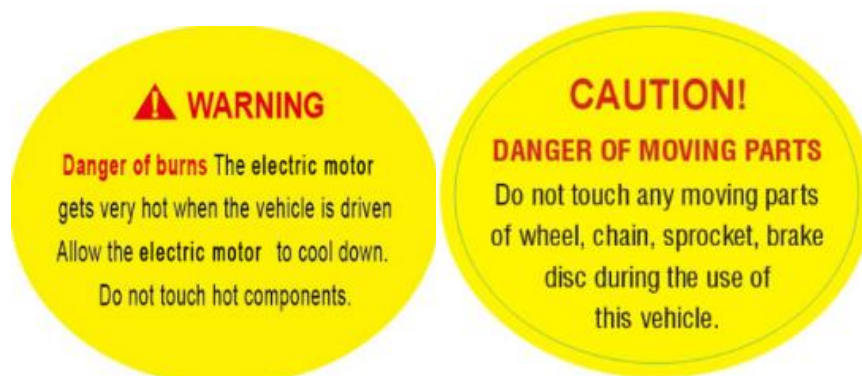 WARNING
Danger of burns The electric motor
gets very hot when the vehicle is driven
Allow the electric motor to cool down.
Do not touch hot components.
CAUTION!
DANGER OF MOVING PARTS
Do not touch any moving parts
of wheel, chain, sprocket, brake
disc during the use of
this vehicle.